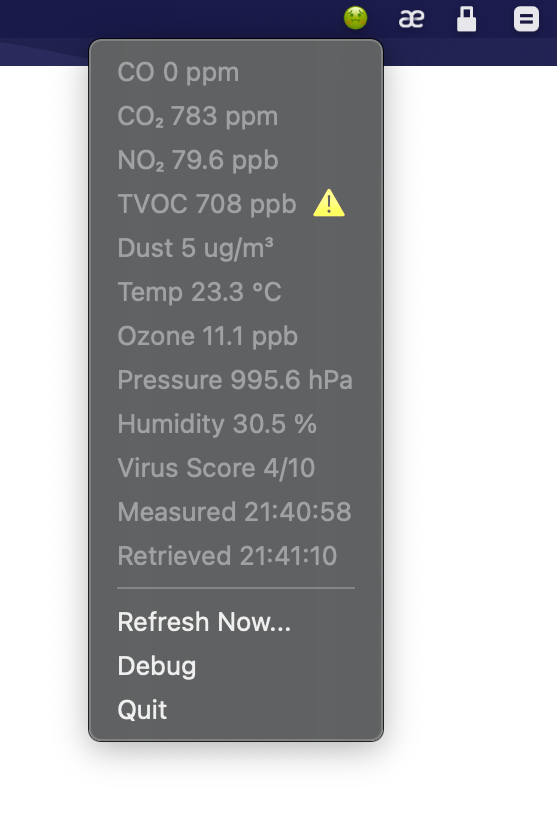 æ
CO 0 ppm
CO₂ 783 ppm
NO₂ 79.6 ppb
TVOC 708 ppb ⚠️
Dust 5 ug/m³
Temp 23.3 °C
Ozone 11.1 ppb
Pressure 995.6 hPa
Humidity 30.5 %
Virus Score 4/10
Measured 21:40:58
Retrieved 21:41:10
Refresh Now...
Debug
Quit